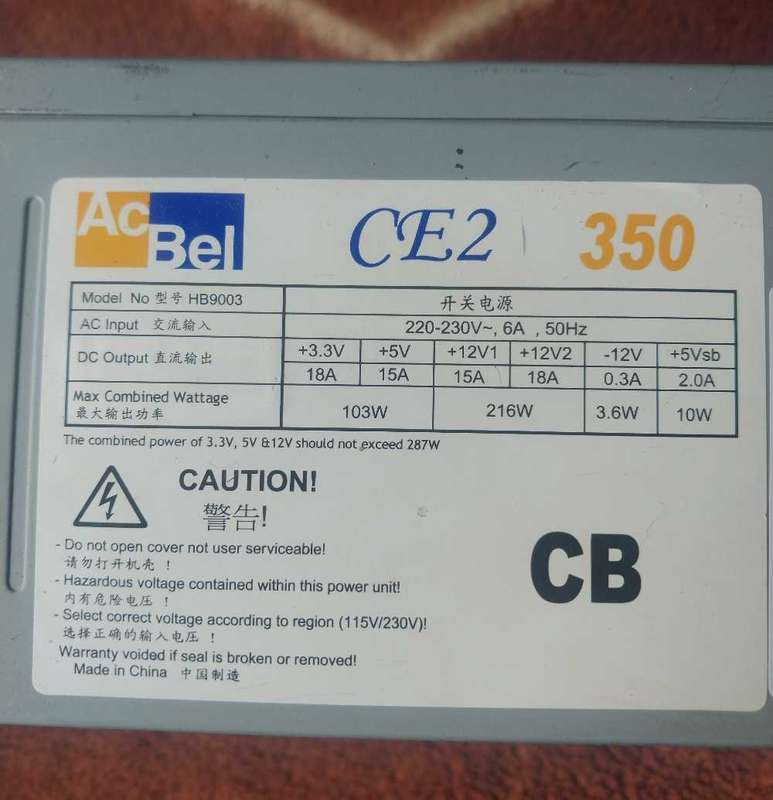 AcBel CE2 350
Model No 型号 HB9003 开关电源
AC Input 交流输入 220-230V~, 6A , 50Hz
DC Output 直流输出 +3.3V +5V +12V1 +12V2 -12V +5Vsb
18A 15A 15A 18A 0.3A 2.0A
Max Combined Wattage
最大输出功率 103W 216W 3.6W 10W
The combined power of 3.3V, 5V &12V should not exceed 287W
CAUTION!
警告!
CB
- Do not open cover not user serviceable!
请勿打开机壳 !
- Hazardous voltage contained within this power unit!
内有危险电压 !
- Select correct voltage according to region (115V/230V)!
选择正确的输入电压 !
Warranty voided if seal is broken or removed!
Made in China 中国制造